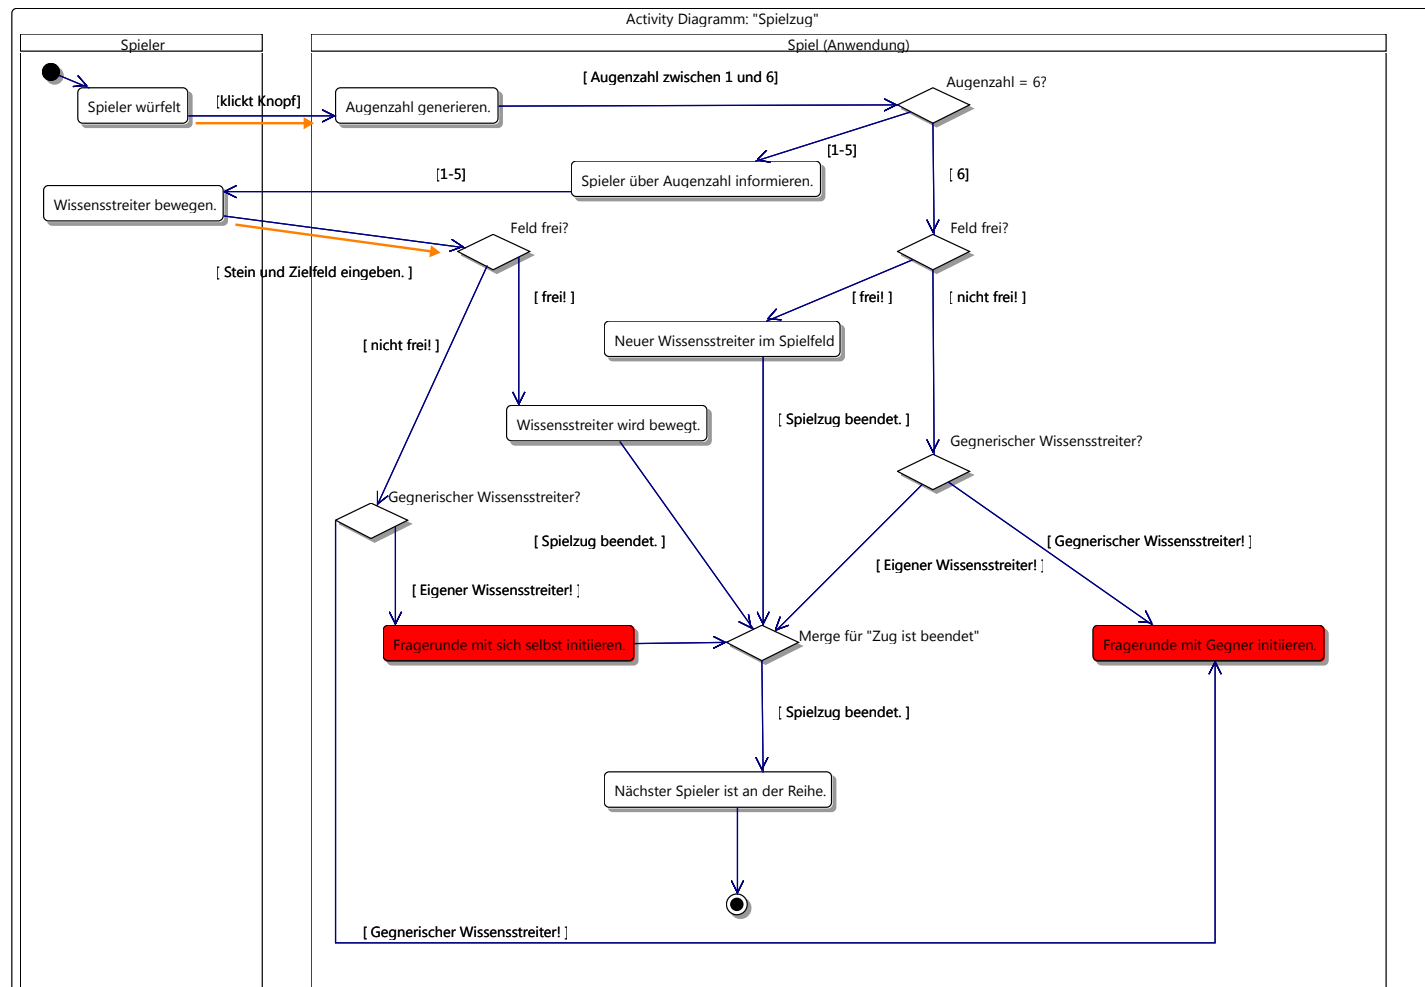 Activity Diagramm: "Spielzug"
Spieler
Spiel (Anwendung)
[ Augenzahl zwischen 1 und 6]
Augenzahl = 6?
Spieler würfelt
[klickt Knopf]
Augenzahl generieren.
[1-5]
[1-5]
[ 6]
Spieler über Augenzahl informieren.
Wissensstreiter bewegen.
Feld frei?
Feld frei?
[ Stein und Zielfeld eingeben. ]
[ frei! ]
[ frei! ]
[ nicht frei! ]
[ nicht frei! ]
Neuer Wissensstreiter im Spielfeld
Wissensstreiter wird bewegt.
[ Spielzug beendet. ]
Gegnerischer Wissensstreiter?
Gegnerischer Wissensstreiter?
[ Spielzug beendet. ]
[ Gegnerischer Wissensstreiter! ]
[ Eigener Wissensstreiter! ]
[ Eigener Wissensstreiter! ]
Fragerunde mit sich selbst initiieren.
Merge für "Zug ist beendet"
Fragerunde mit Gegner initiieren.
[ Spielzug beendet. ]
Nächster Spieler ist an der Reihe.
[ Gegnerischer Wissensstreiter! ]